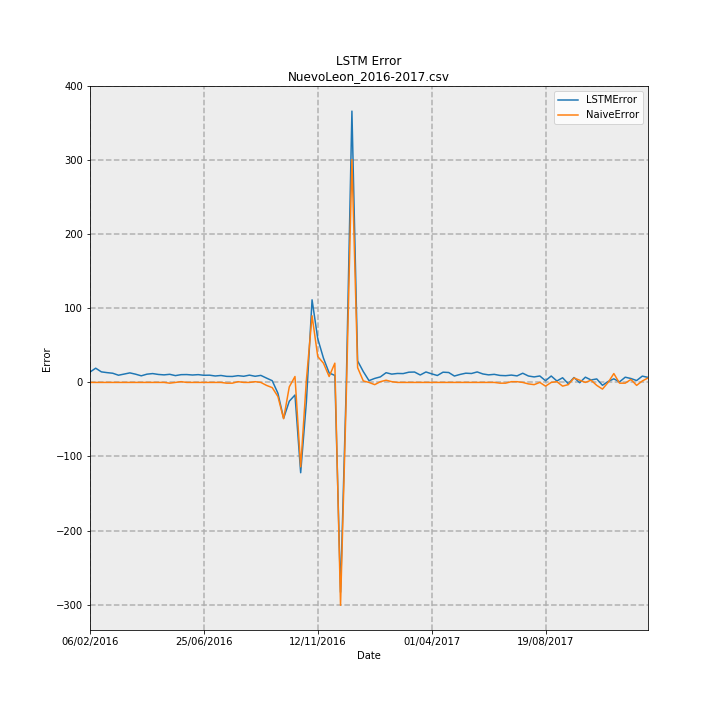 LSTM Error
NuevoLeon_2016-2017.csv
LSTMError
NaiveError
400
300
200
100
0
−100
−200
−300
Error
06/02/2016
25/06/2016
12/11/2016
01/04/2017
19/08/2017
Date